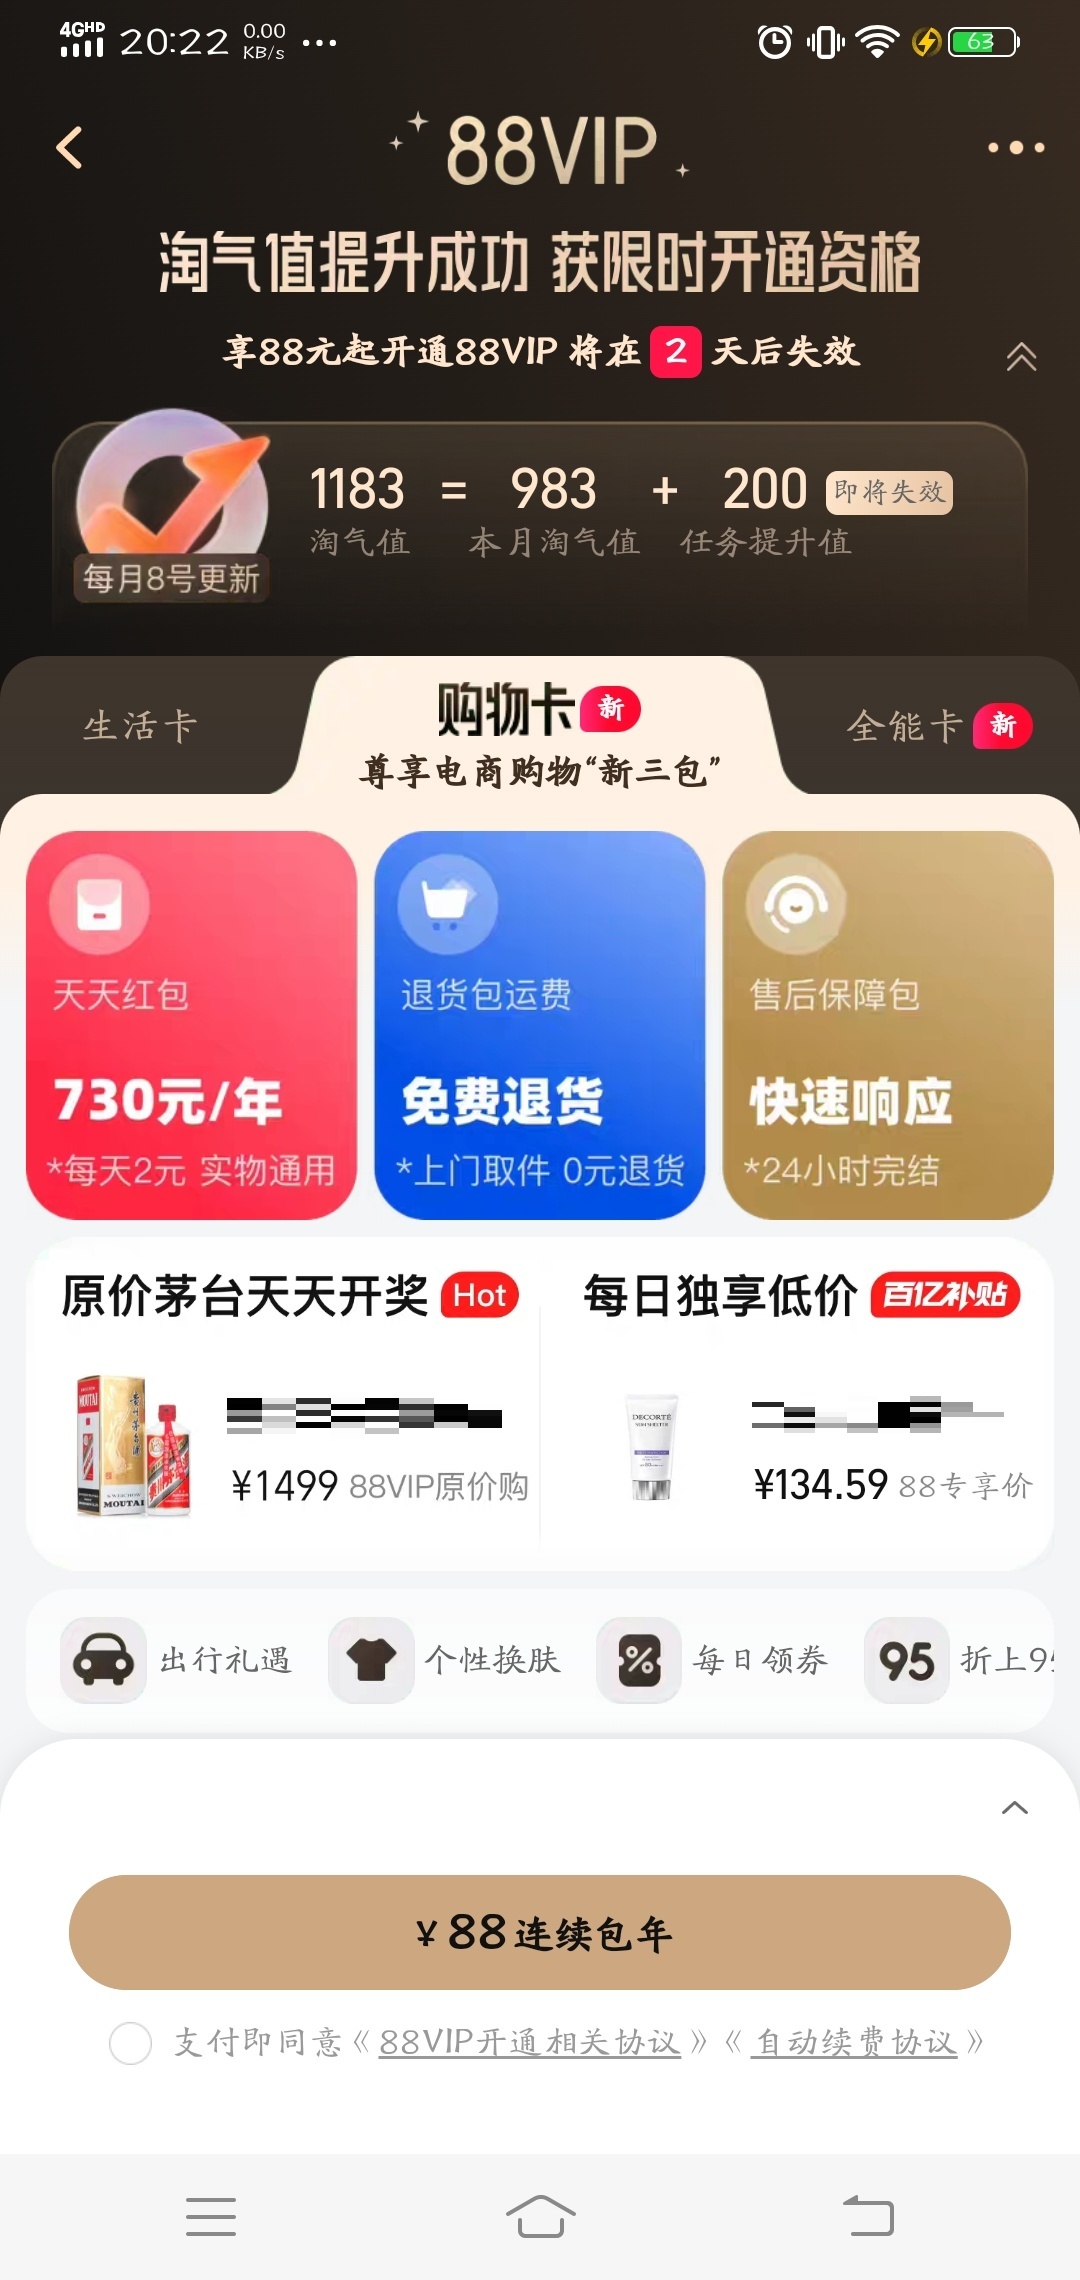 4GHD 20:22 0.00 KB/s ... 63
88VIP
淘气值提升成功 获限时开通资格
享88元起开通88VIP 将在 2 天后失效
1183 = 983 + 200 即将失效
淘气值 本月淘气值 任务提升值
每月8号更新
生活卡 购物卡 新 全能卡 新
尊享电商购物“新三包”
天天红包 退货包运费 售后保障包
730元/年 免费退货 快速响应
*每天2元 实物通用 *上门取件 0元退货 *24小时完结
原价茅台天天开奖 Hot 每日独享低价 百亿补贴
MOUTAI
贵州茅台酒
MOUTAI
DECORTÉ
¥1499 88VIP原价购 ¥134.59 88专享价
出行礼遇 个性换肤 每日领券 95 折上9
¥88连续包年
支付即同意《88VIP开通相关协议》《自动续费协议》